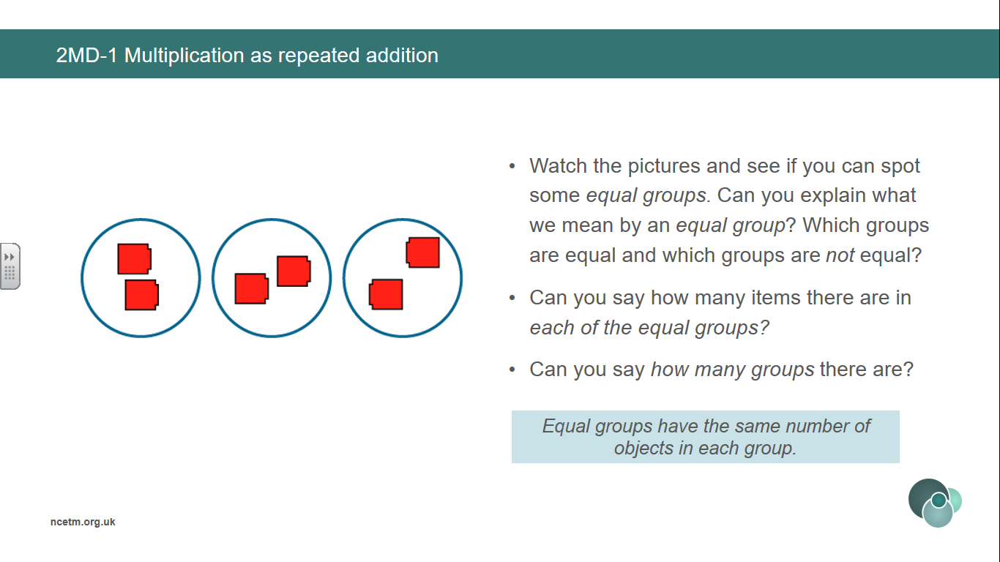 2MD-1 Multiplication as repeated addition
• Watch the pictures and see if you can spot
some equal groups. Can you explain what
we mean by an equal group? Which groups
are equal and which groups are not equal?
• Can you say how many items there are in
each of the equal groups?
• Can you say how many groups there are?
Equal groups have the same number of
objects in each group.
ncetm.org.uk